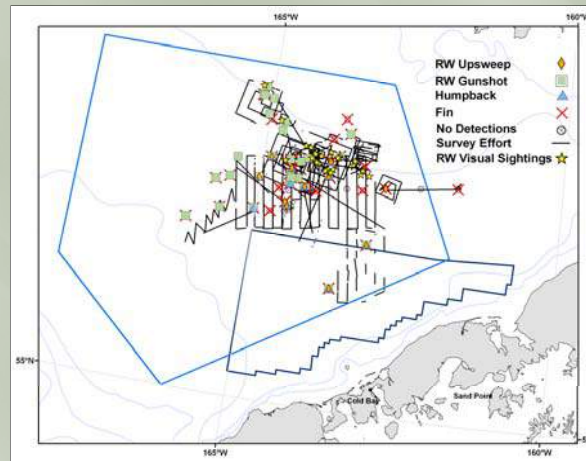 165°W
160°
RW Upsweep
RW Gunshot
Humpback
Fin
No Detections
Survey Effort
RW Visual Sightings
55°N
Cold Bay
Sand Point
165°W
160°W